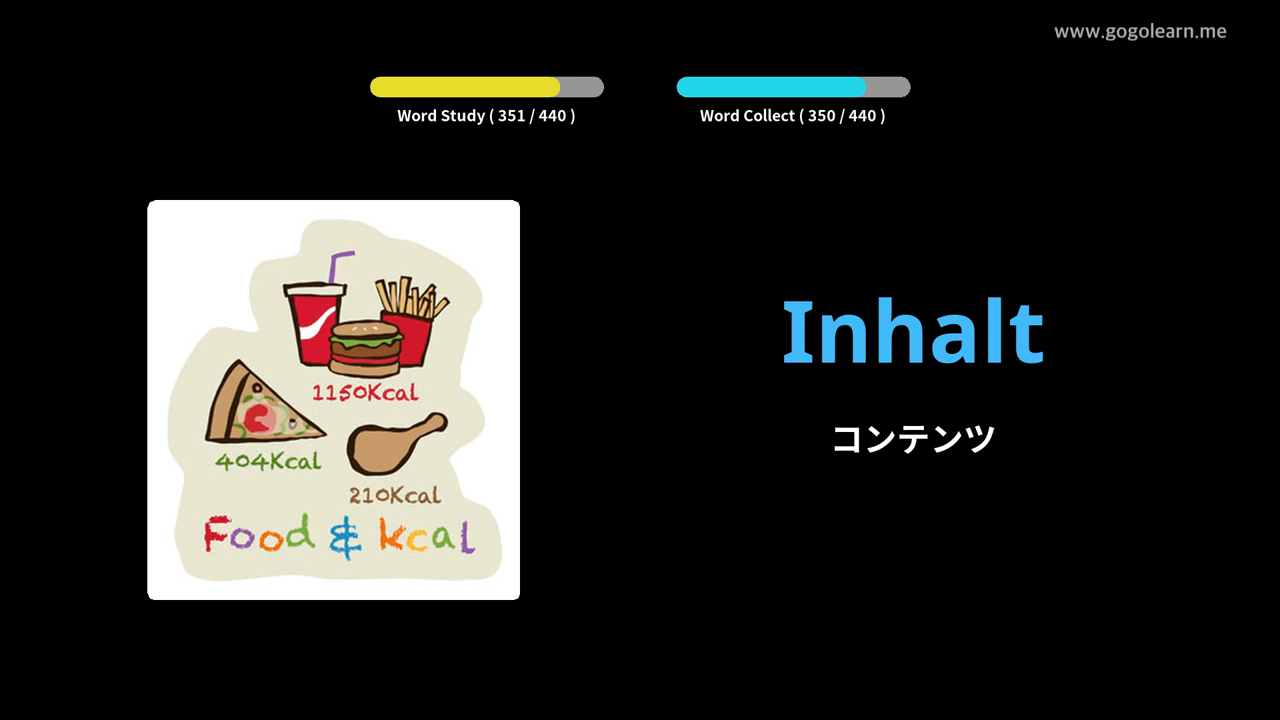 www.gogolearn.me
Word Study ( 351 / 440 )
Word Collect ( 350 / 440 )
1150Kcal
404Kcal
210Kcal
Food & kcal
Inhalt
コンテンツ